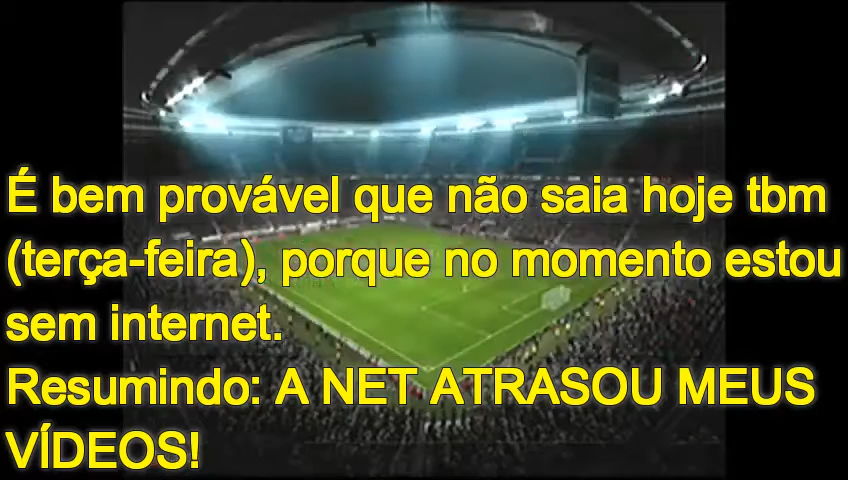 É bem provável que não saia hoje tbm
(terça-feira), porque no momento estou
sem internet.
Resumindo: A NET ATRASOU MEUS
VÍDEOS!